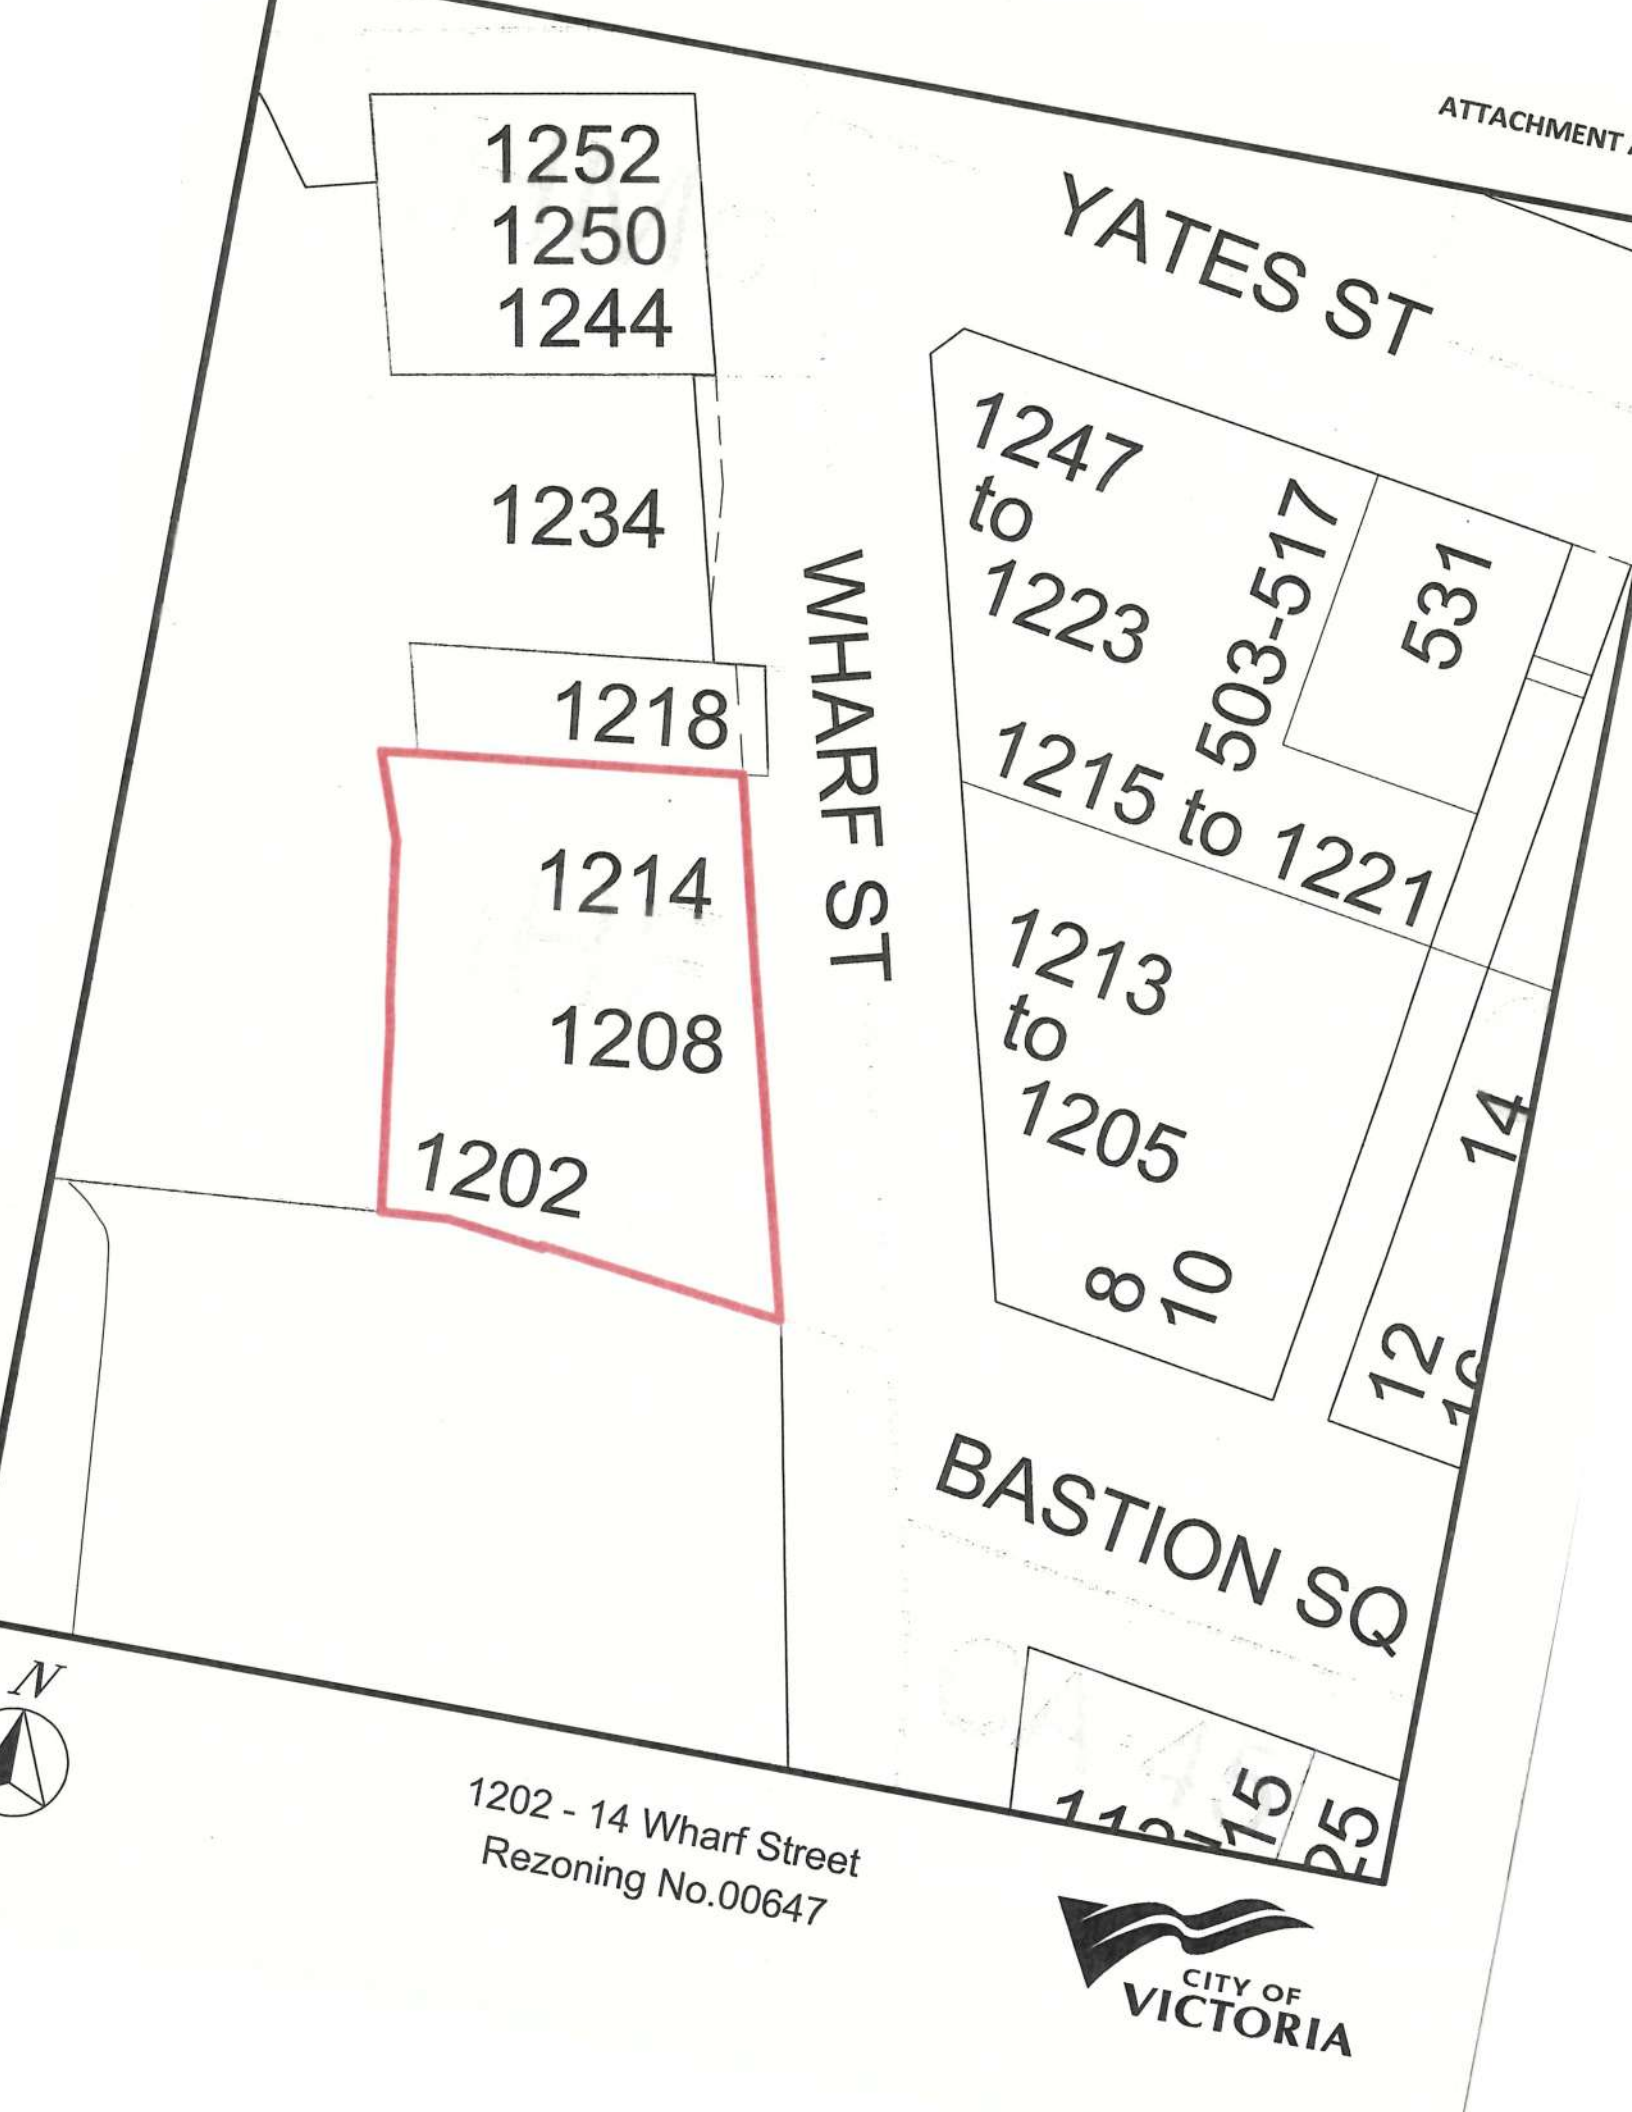 ATTACHMENT
1252
1250
1244
YATES ST
1234
1247
to
1223
503-517
531
WHARF ST
1218
1215 to 1221
1214
1213
to
1205
1208
1202
14
8
10
12
BASTION SQ
15
25
N
1202 - 14 Wharf Street
Rezoning No.00647
CITY OF
VICTORIA